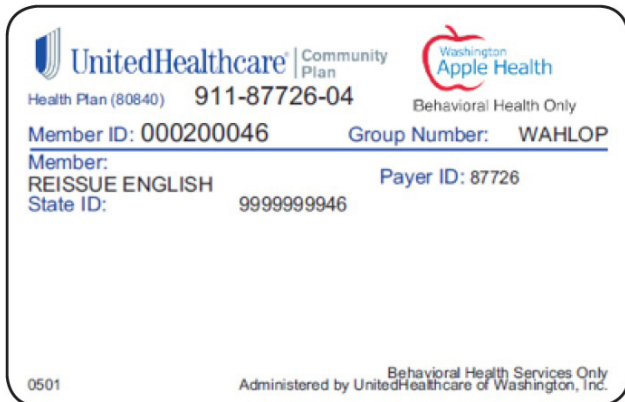 UnitedHealthcare® Community Plan
Washington Apple Health
Health Plan (80840) 911-87726-04
Behavioral Health Only
Member ID: 000200046 Group Number: WAHLOP
Member:
REISSUE ENGLISH
Payer ID: 87726
State ID: 9999999946
Behavioral Health Services Only
0501 Administered by UnitedHealthcare of Washington, Inc.